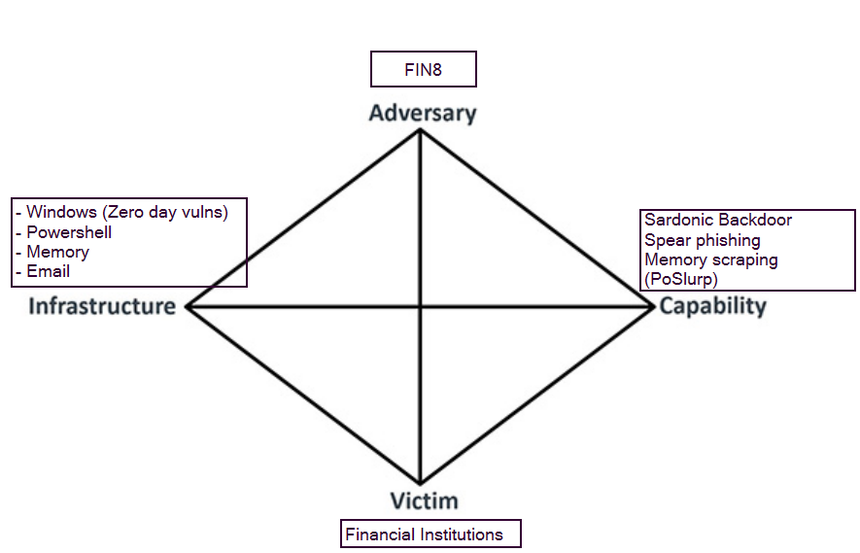 FIN8
Adversary
- Windows (Zero day vulns)
- Powershell
- Memory
- Email
Infrastructure
Sardonic Backdoor
Spear phishing
Memory scraping
(PoSlurp)
Capability
Victim
Financial Institutions